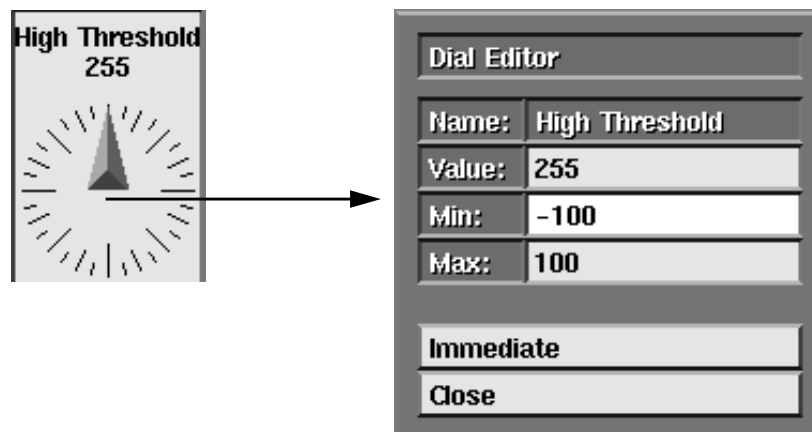 High Threshold
255
Dial Editor
Name: High Threshold
Value: 255
Min: -100
Max: 100
Immediate
Close